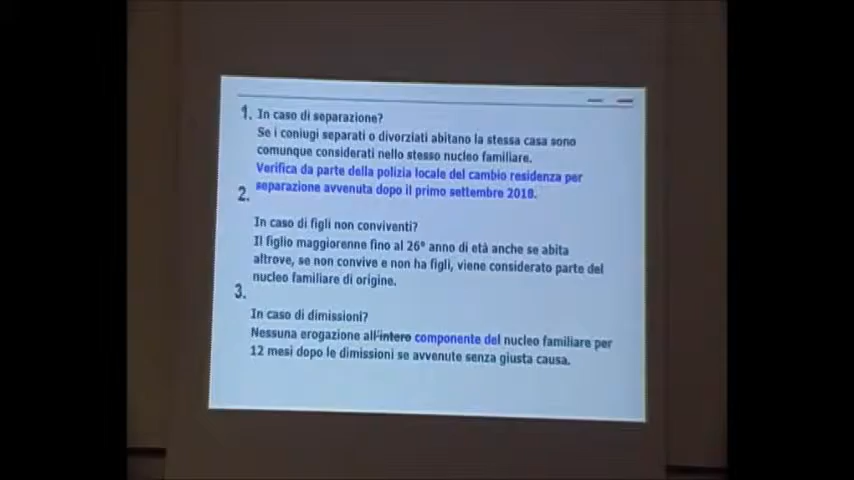 1. In caso di separazione?
Se i coniugi separati o divorziati abitano la stessa casa sono
comunque considerati nello stesso nucleo familiare.
Verifica da parte della polizia locale del cambio residenza per
separazione avvenuta dopo il primo settembre 2018.
2.
In caso di figli non conviventi?
Il figlio maggiorenne fino al 26° anno di età anche se abita
altrove, se non convive e non ha figli, viene considerato parte del
nucleo familiare di origine.
3.
In caso di dimissioni?
Nessuna erogazione all'intero componente del nucleo familiare per
12 mesi dopo le dimissioni se avvenute senza giusta causa.